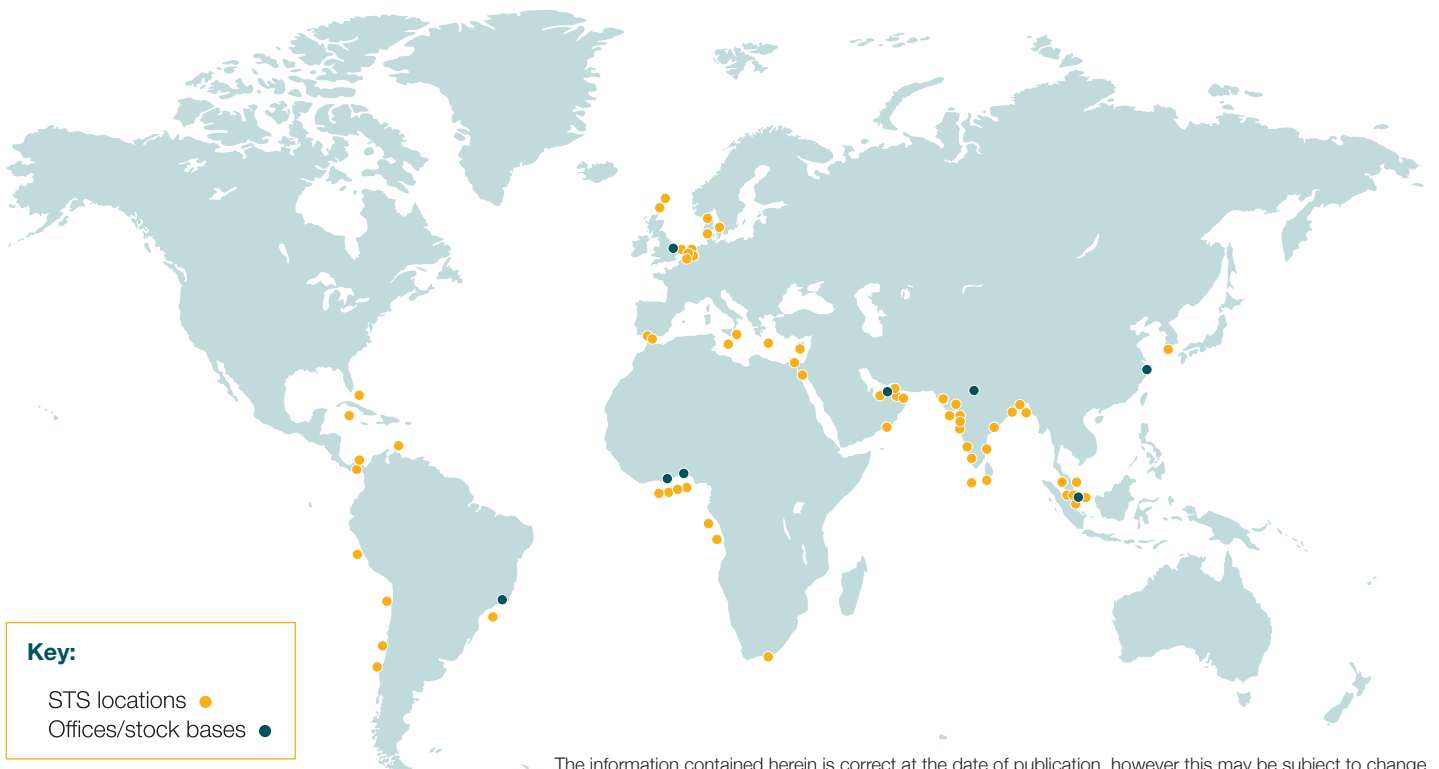 Key:
STS locations
Offices/stock bases
The information contained herein is correct at the date of publication, however this may be subject to change